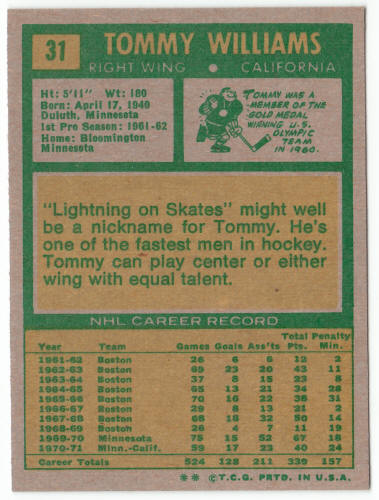 31
TOMMY WILLIAMS
RIGHT WING • CALIFORNIA
Ht: 5'11" Wt: 180
Born: April 17, 1940
Duluth, Minnesota
1st Pro Season: 1961-62
Home: Bloomington
Minnesota
TOMMY WAS A
MEMBER OF THE
GOLD MEDAL
WINNING U.S.
OLYMPIC
TEAM IN
IN 1960.
"Lightning on Skates" might well
be a nickname for Tommy. He's
one of the fastest men in hockey.
Tommy can play center or either
wing with equal talent.
NHL CAREER RECORD
Total Penalty
Year Team Games Goals Ass'ts Pts. Min.
1961-62 Boston 26 6 6 12 2
1962-63 Boston 69 23 20 43 11
1963-64 Boston 37 8 15 23 8
1964-65 Boston 65 13 21 34 28
1965-66 Boston 70 16 22 38 31
1966-67 Boston 29 8 13 21 2
1967-68 Boston 68 18 32 50 14
1968-69 Boston 26 4 7 11 19
1969-70 Minnesota 75 15 52 67 18
1970-71 Minn.-Calif. 59 17 23 40 24
Career Totals 524 128 211 339 157
** ©T.C.G. PRTD. IN U.S.A.